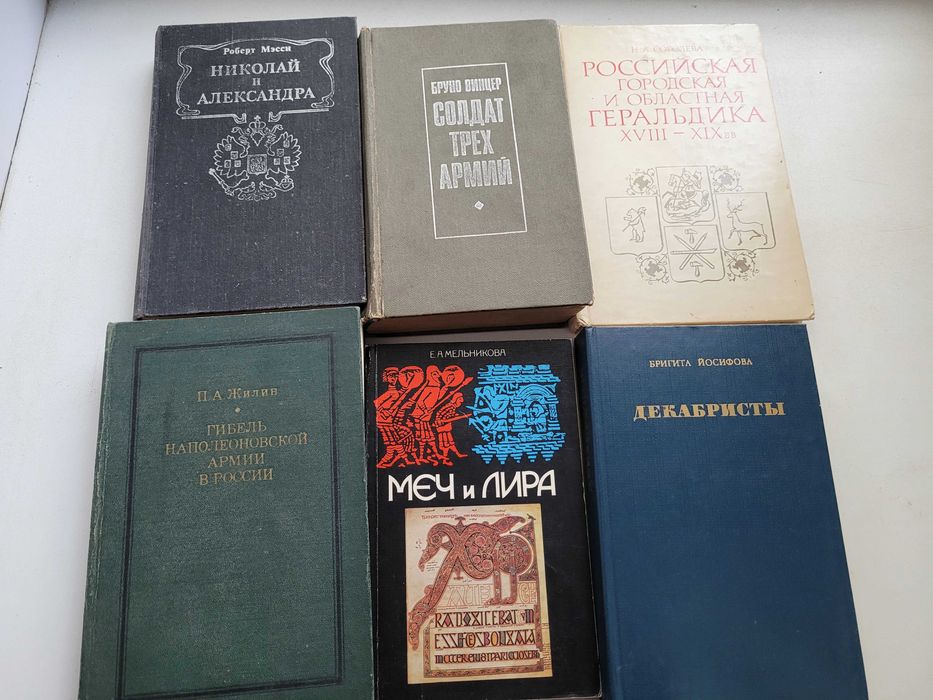 Роберт Мэсси
НИКОЛАЙ
И
АЛЕКСАНДРА
БРУНО ВИНЦЕР
СОЛДАТ
ТРЕХ
АРМИЙ
Н.А. СОБОЛЕВА
РОССИЙСКАЯ
ГОРОДСКАЯ
И ОБЛАСТНАЯ
ГЕРАЛЬДИКА
XVIII – XIX вв
П. А. Жилин
ГИБЕЛЬ
НАПОЛЕОНОВСКОЙ
АРМИИ
В РОССИИ
Е.А.МЕЛЬНИКОВА
МЕЧ и ЛИРА
БРИГИТА ЙОСИФОВА
ДЕКАБРИСТЫ